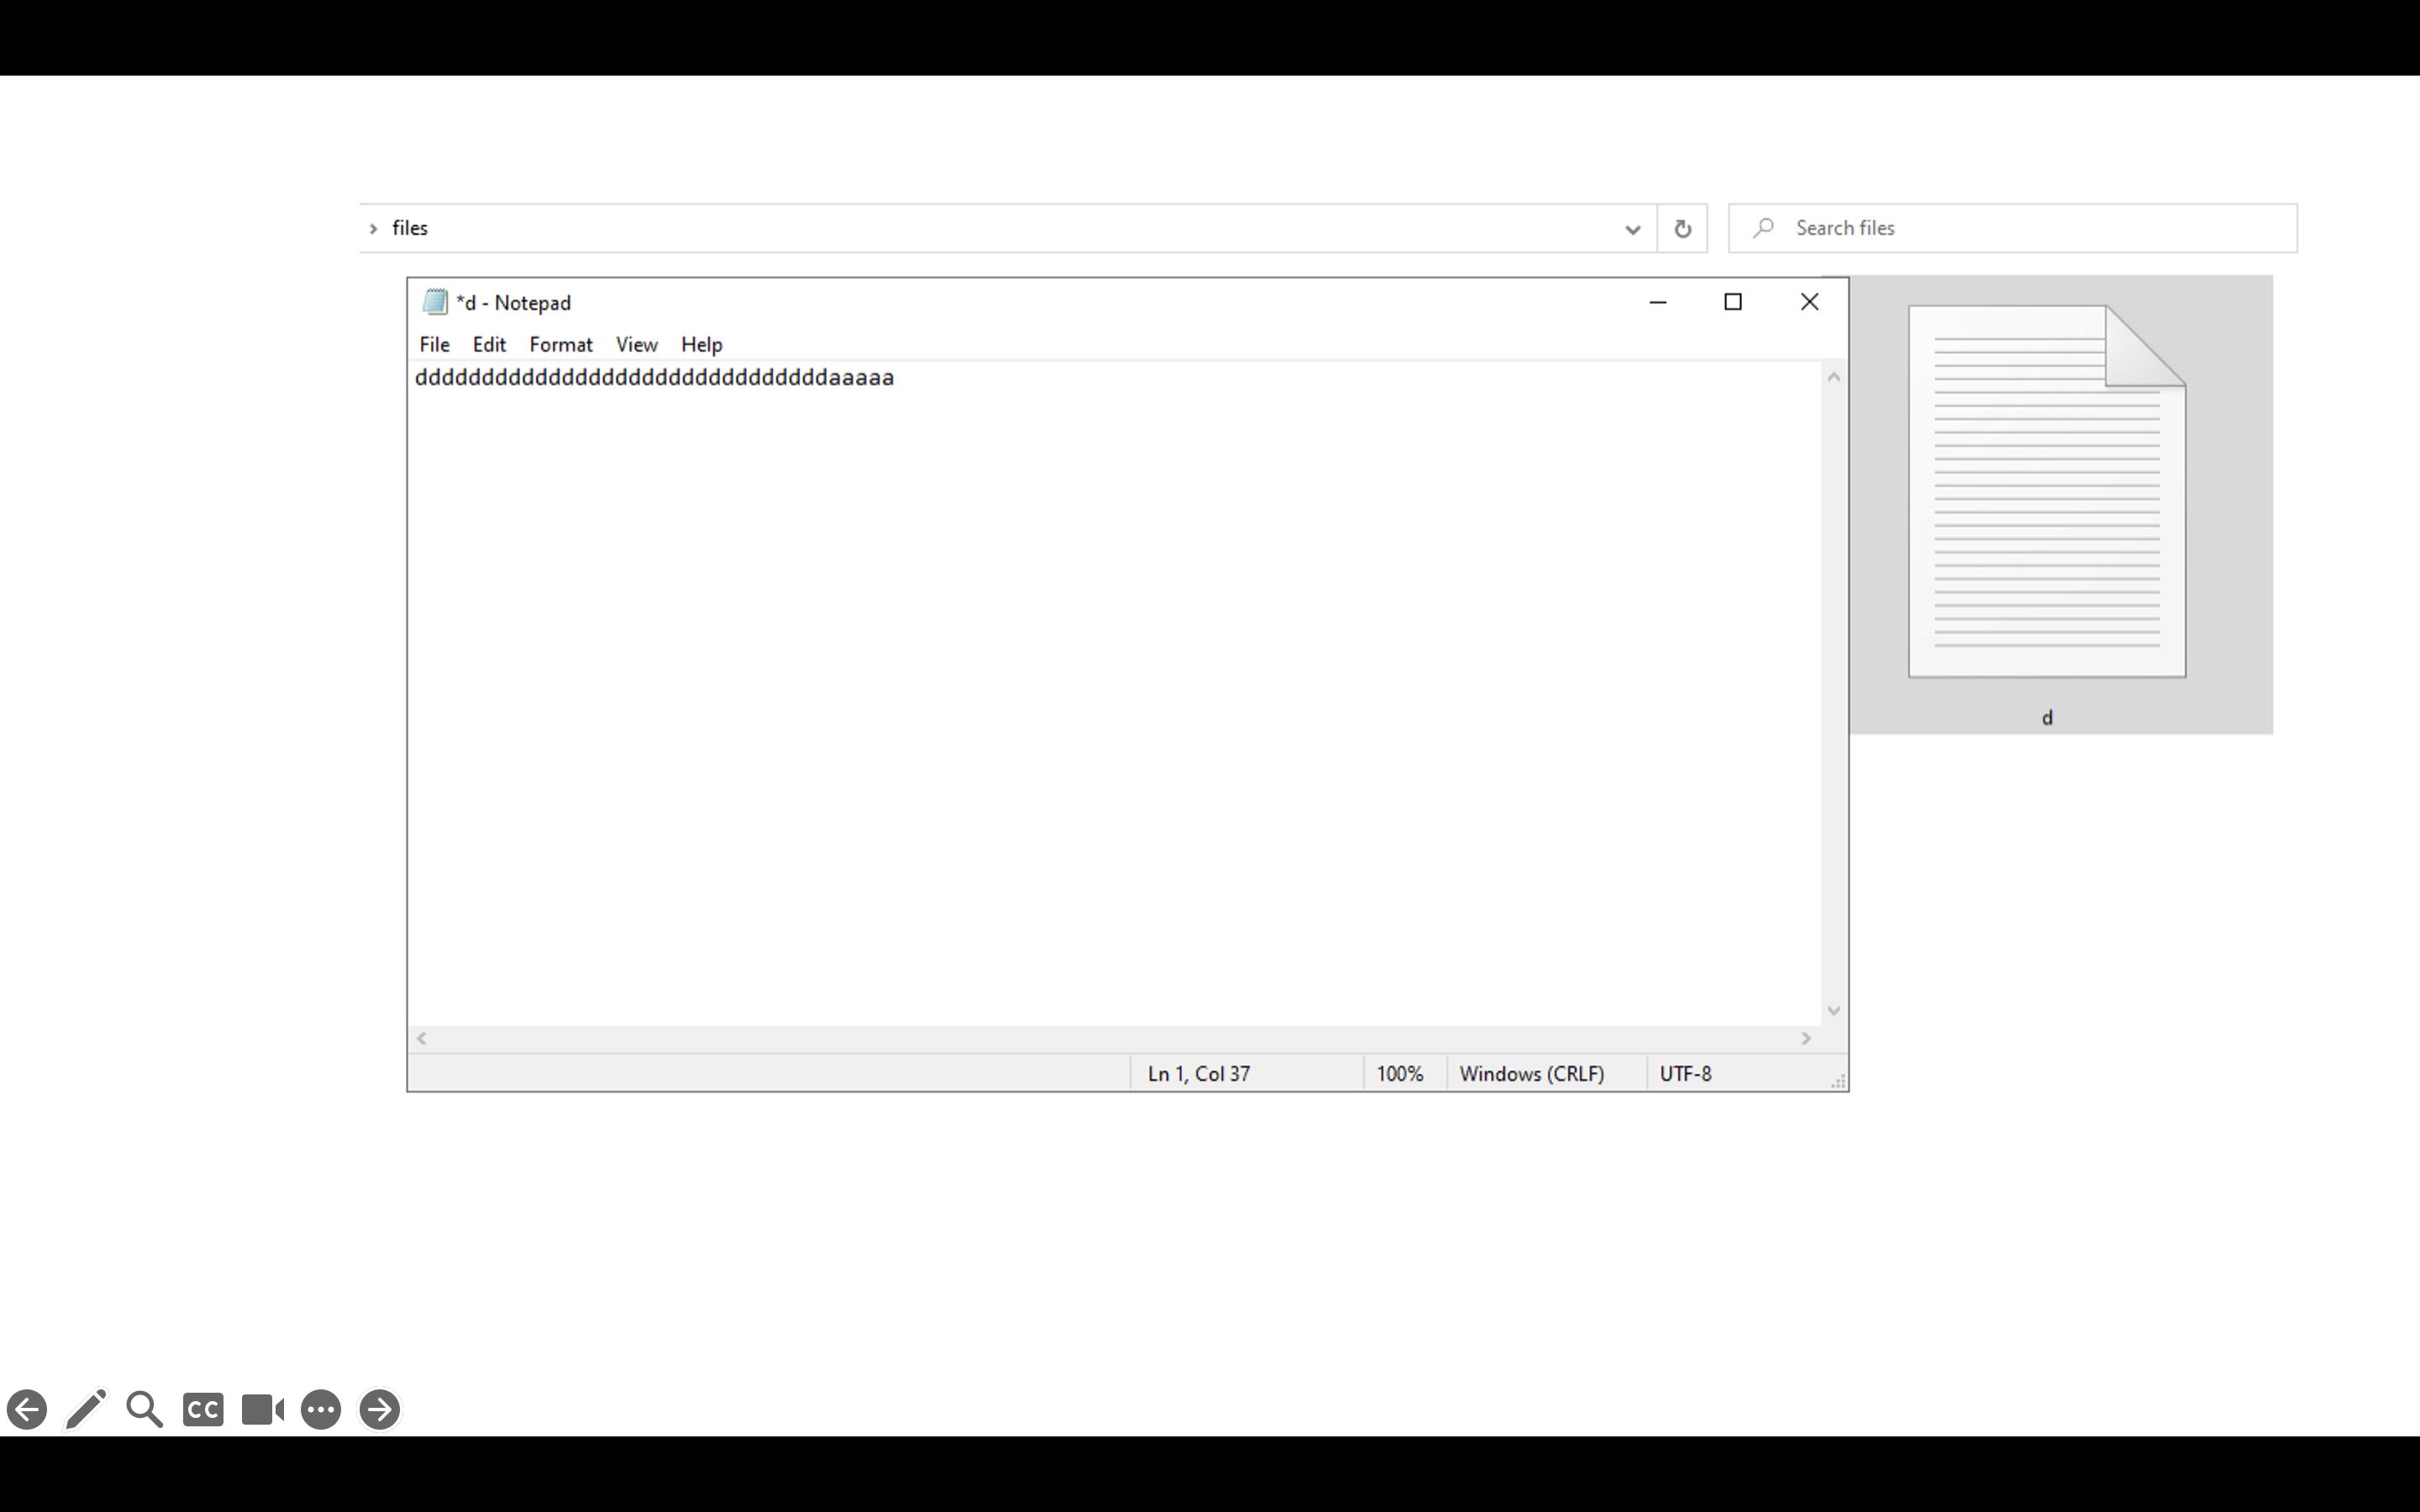 files
Search files
*d - Notepad
File Edit Format View Help
dddddddddddddddddddddddddddddddaaaaa
d
Ln 1, Col 37 100% Windows (CRLF) UTF-8
CC